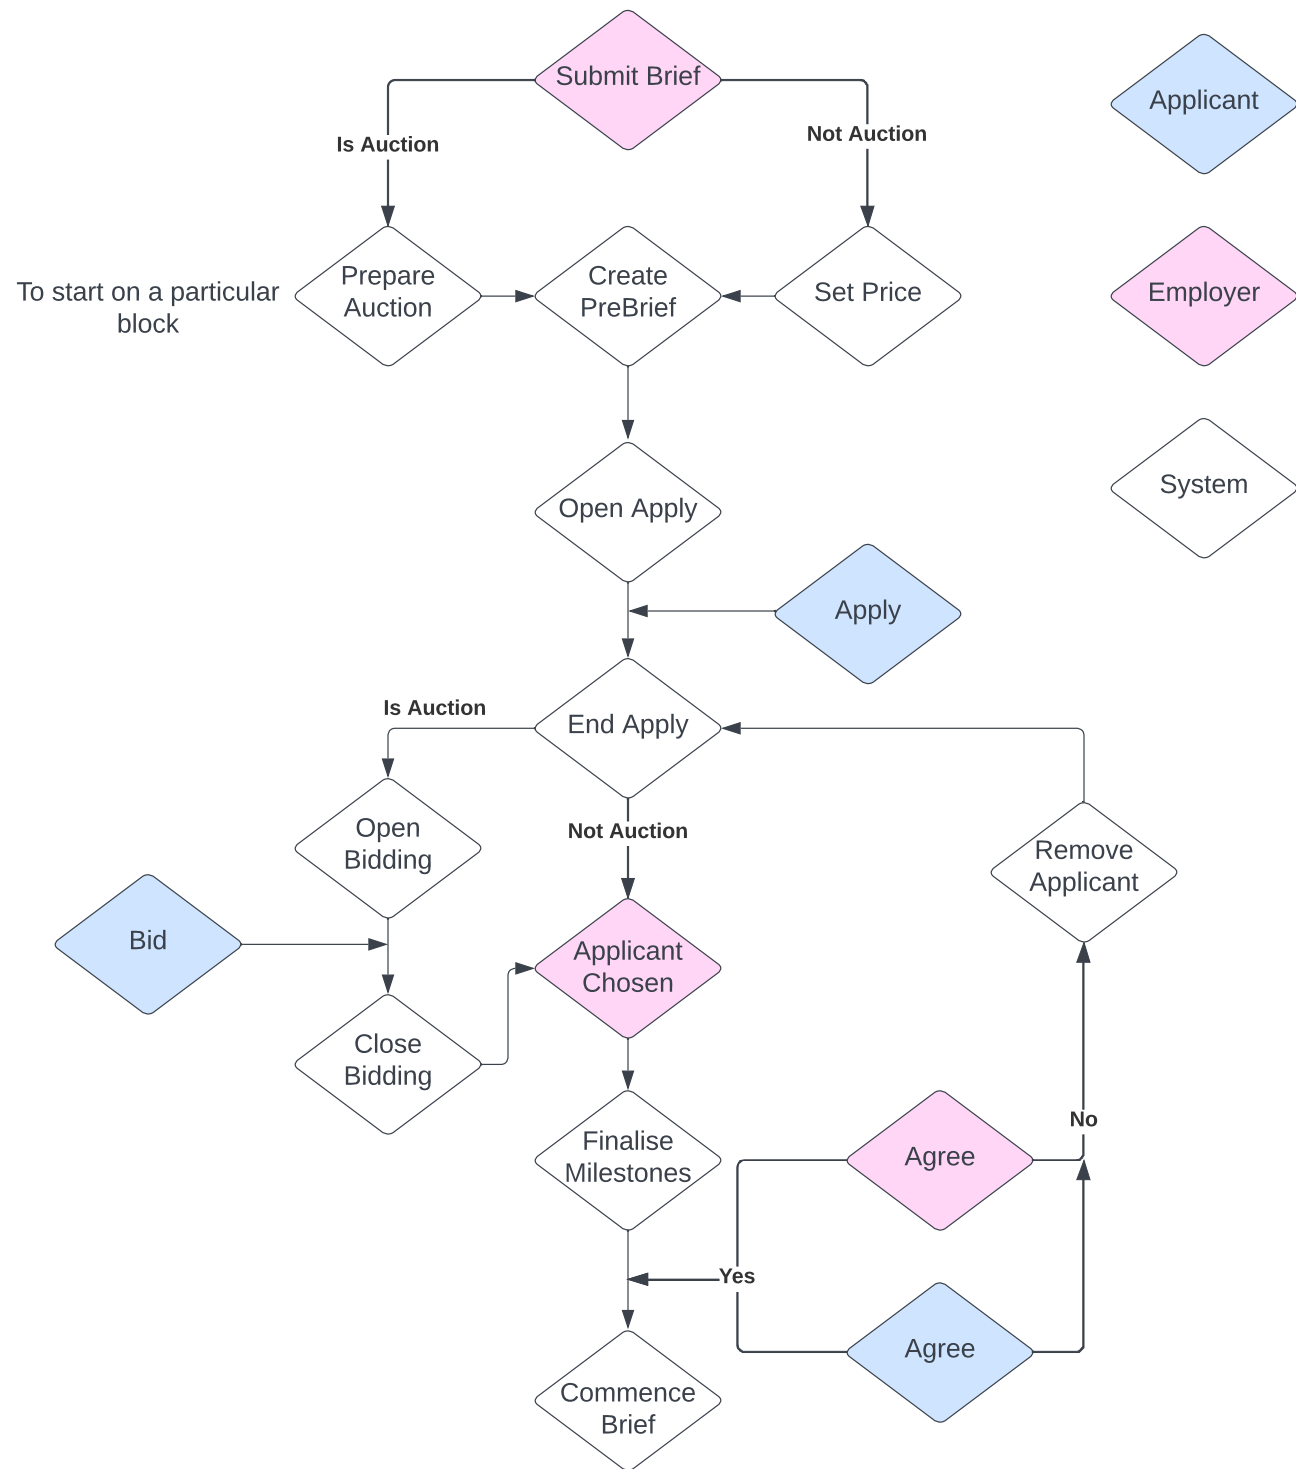 Submit Brief
Applicant
Is Auction
Not Auction
To start on a particular
block
Prepare
Auction
Create
PreBrief
Set Price
Employer
Open Apply
System
Apply
Is Auction
End Apply
Not Auction
Open
Bidding
Remove
Applicant
Bid
Applicant
Chosen
Close
Bidding
Finalise
Milestones
Agree
No
Yes
Agree
Commence
Brief